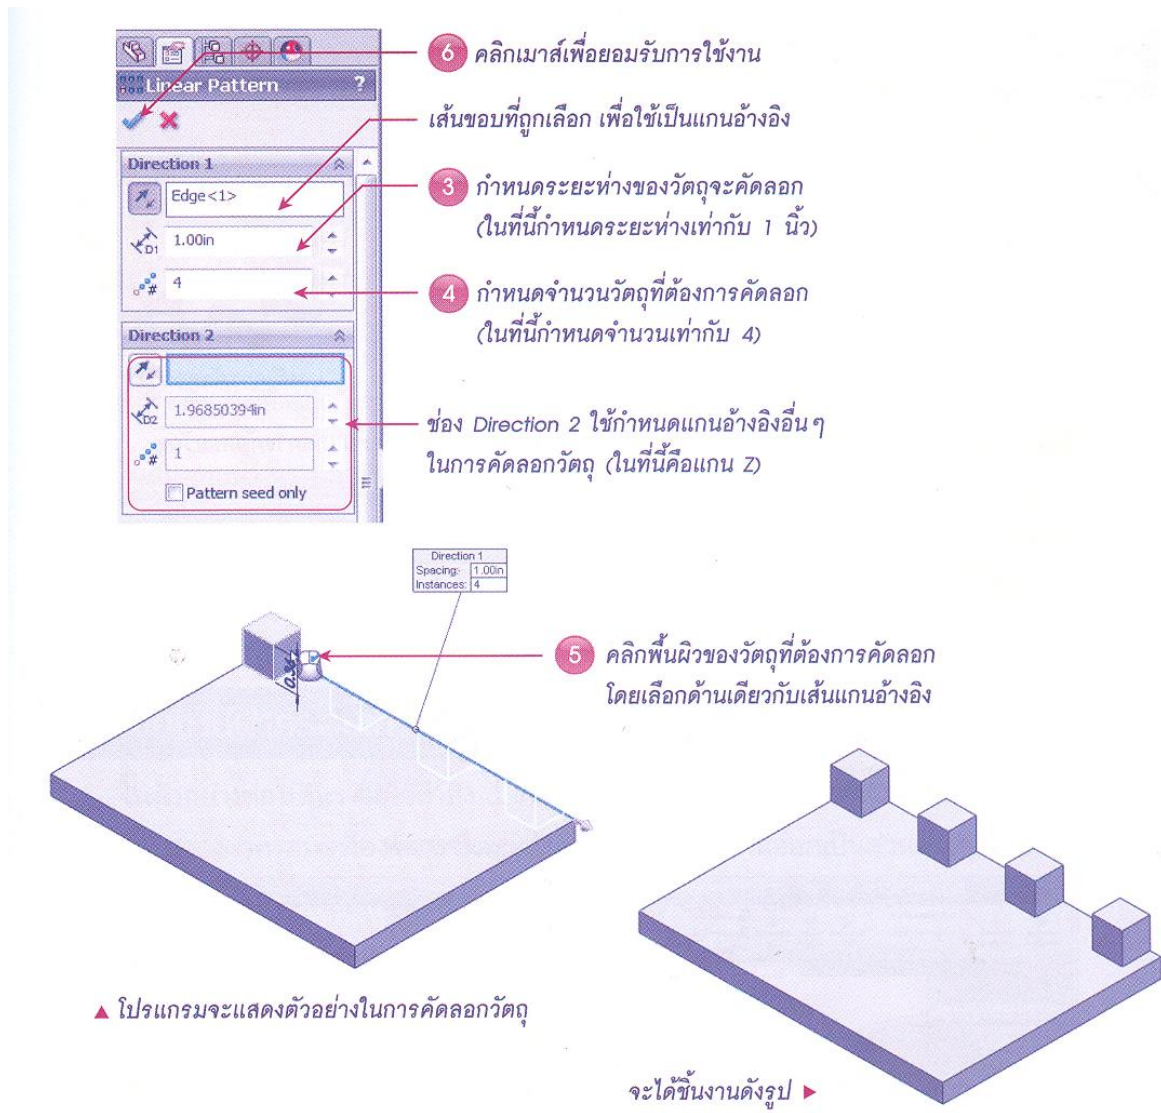 6 คลิกเมาส์เพื่อยอมรับการใช้งาน
Linear Pattern ?
เส้นขอบที่ถูกเลือก เพื่อใช้เป็นแกนอ้างอิง
Direction 1
Edge<1>
3 กำหนดระยะห่างของวัตถุจะคัดลอก
(ในที่นี้กำหนดระยะห่างเท่ากับ 1 นิ้ว)
D1 1.00in
# 4
4 กำหนดจำนวนวัตถุที่ต้องการคัดลอก
(ในที่นี้กำหนดจำนวนเท่ากับ 4)
Direction 2
D2 1.96850394in
ช่อง Direction 2 ใช้กำหนดแกนอ้างอิงอื่นๆ
ในการคัดลอกวัตถุ (ในที่นี้คือแกน Z)
# 1
Pattern seed only
Direction 1
Spacing: 1.00in
Instances: 4
0.36
5 คลิกพื้นผิวของวัตถุที่ต้องการคัดลอก
โดยเลือกด้านเดียวกับเส้นแกนอ้างอิง
▲ โปรแกรมจะแสดงตัวอย่างในการคัดลอกวัตถุ
จะได้ชิ้นงานดังรูป ►